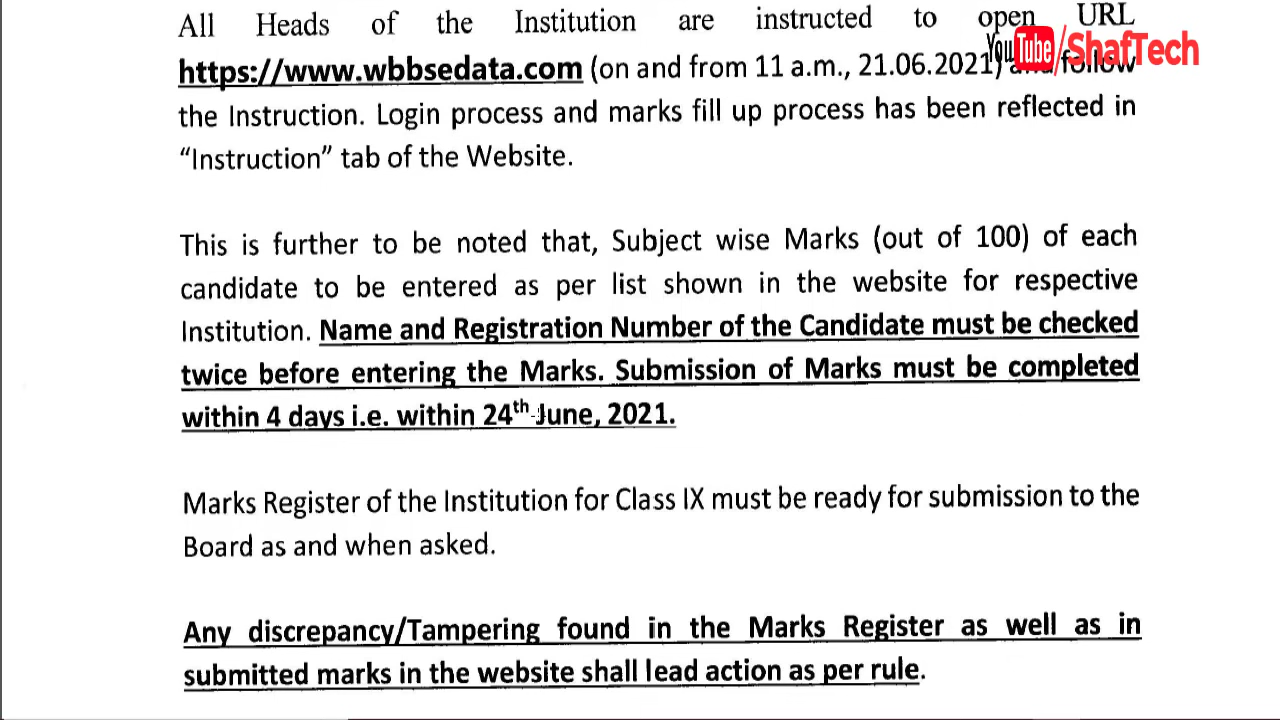 All Heads of the Institution are instructed to open URL
https://www.wbbsedata.com (on and from 11 a.m., 21.06.2021) and follow
YouTube/ShafTech
the Instruction. Login process and marks fill up process has been reflected in
“Instruction” tab of the Website.
This is further to be noted that, Subject wise Marks (out of 100) of each
candidate to be entered as per list shown in the website for respective
Institution. Name and Registration Number of the Candidate must be checked
twice before entering the Marks. Submission of Marks must be completed
within 4 days i.e. within 24th June, 2021.
Marks Register of the Institution for Class IX must be ready for submission to the
Board as and when asked.
Any discrepancy/Tampering found in the Marks Register as well as in
submitted marks in the website shall lead action as per rule.